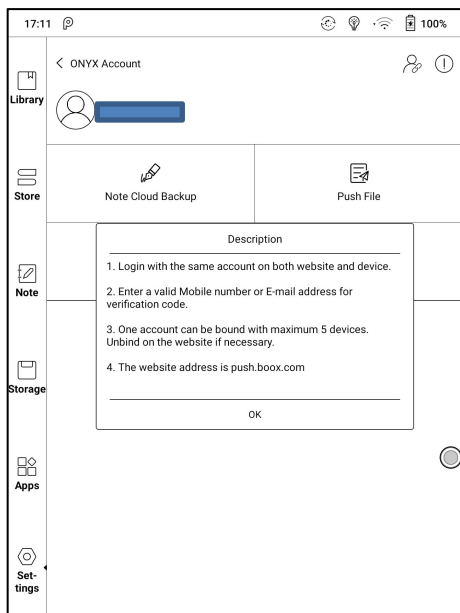 17:11
100%
ONYX Account
Library
Note Cloud Backup
Push File
Store
Description
1. Login with the same account on both website and device.
2. Enter a valid Mobile number or E-mail address for
verification code.
3. One account can be bound with maximum 5 devices.
Unbind on the website if necessary.
4. The website address is push.boox.com
OK
Note
Storage
Apps
Set-
tings